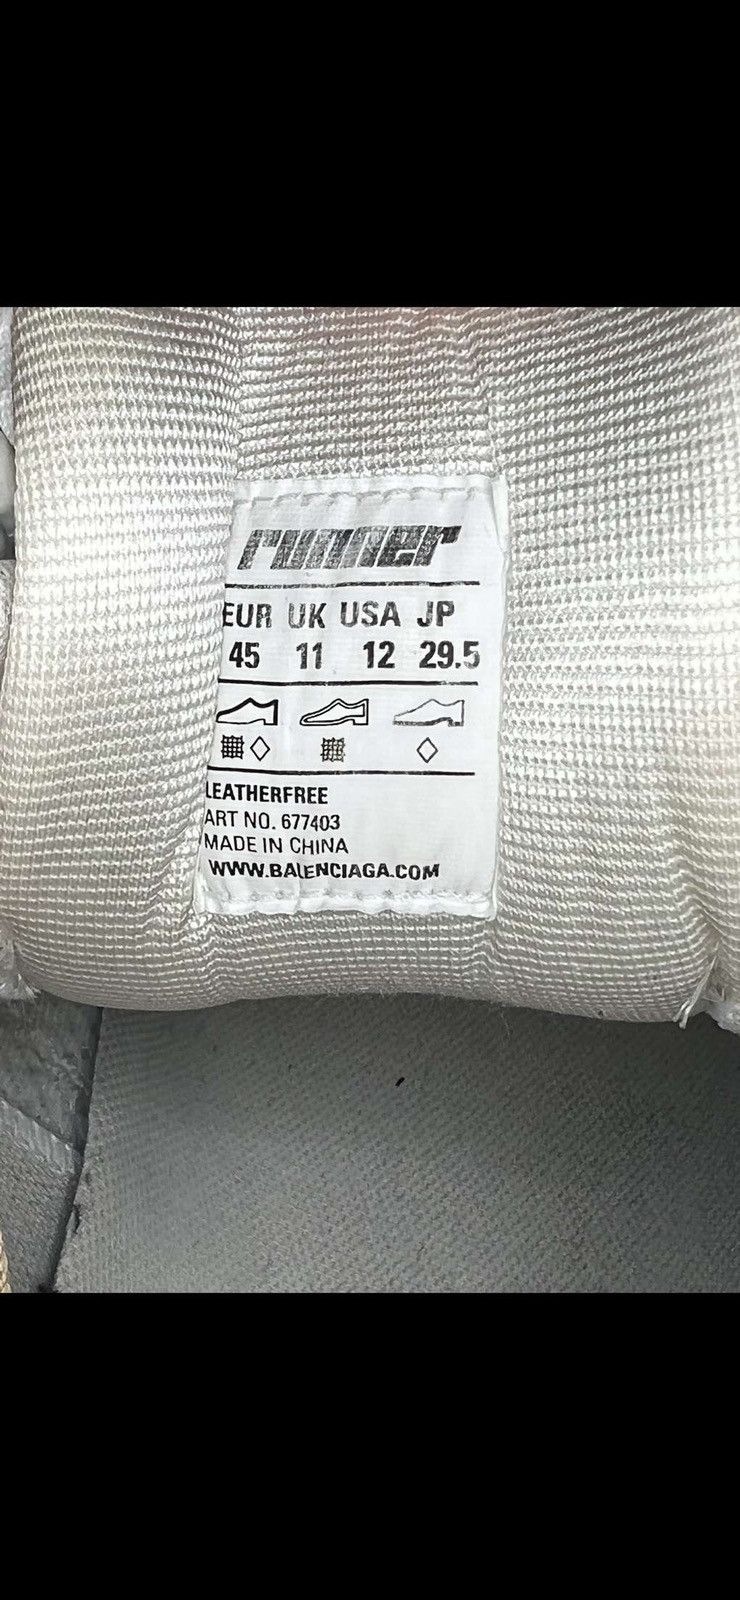 runner
EUR UK USA JP
45 11 12 29.5
LEATHERFREE
ART NO. 677403
MADE IN CHINA
WWW.BALENCIAGA.COM